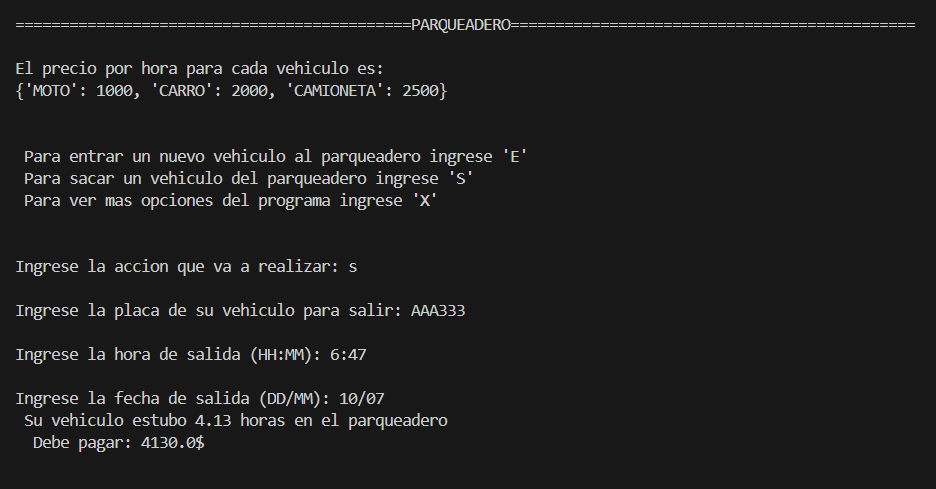 ============================================PARQUEADERO=============================================
El precio por hora para cada vehiculo es:
{'MOTO': 1000, 'CARRO': 2000, 'CAMIONETA': 2500}
Para entrar un nuevo vehiculo al parqueadero ingrese 'E'
Para sacar un vehiculo del parqueadero ingrese 'S'
Para ver mas opciones del programa ingrese 'X'
Ingrese la accion que va a realizar: s
Ingrese la placa de su vehiculo para salir: AAA333
Ingrese la hora de salida (HH:MM): 6:47
Ingrese la fecha de salida (DD/MM): 10/07
Su vehiculo estubo 4.13 horas en el parqueadero
Debe pagar: 4130.0$